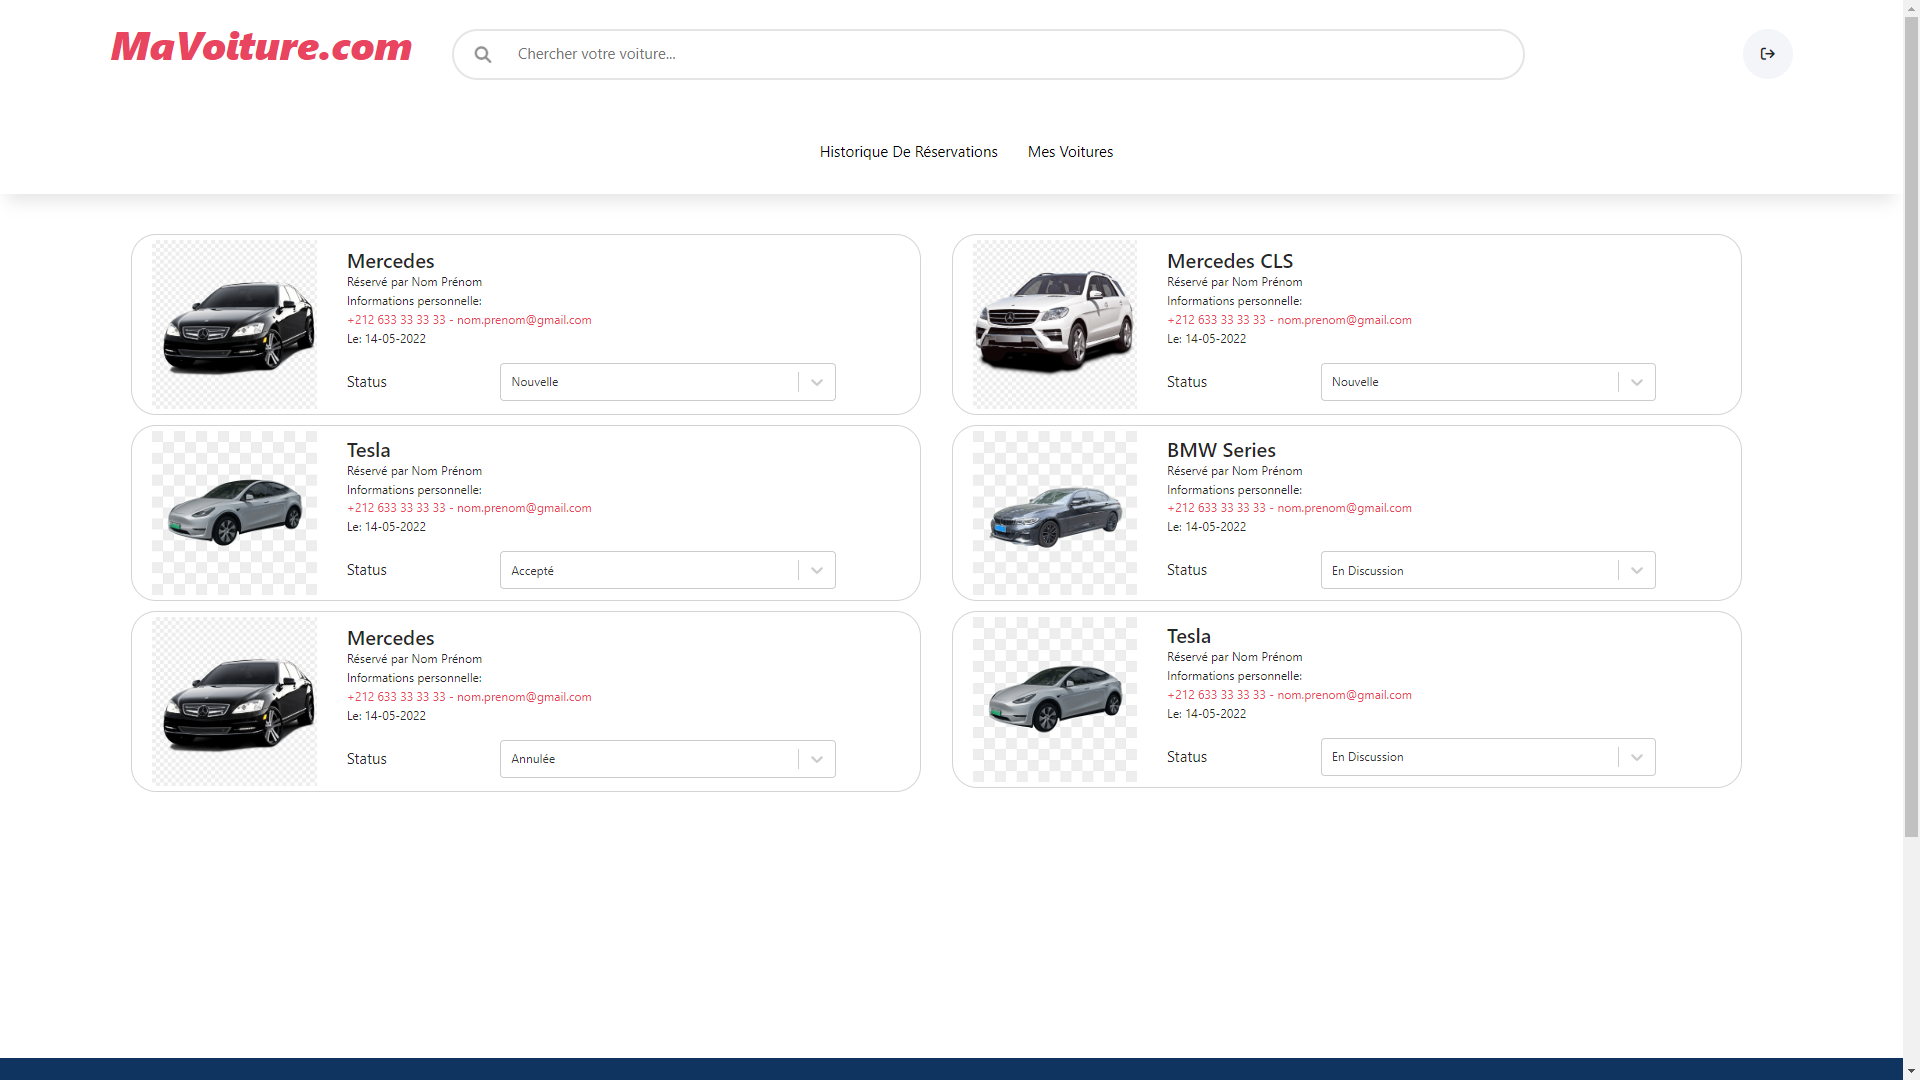 MaVoiture.com
Chercher votre voiture...
Historique De Réservations
Mes Voitures
Mercedes
Réservé par Nom Prénom
Informations personnelle:
+212 633 33 33 33 - nom.prenom@gmail.com
Le: 14-05-2022
Status
Nouvelle
Mercedes CLS
Réservé par Nom Prénom
Informations personnelle:
+212 633 33 33 33 - nom.prenom@gmail.com
Le: 14-05-2022
Status
Nouvelle
Tesla
Réservé par Nom Prénom
Informations personnelle:
+212 633 33 33 33 - nom.prenom@gmail.com
Le: 14-05-2022
Status
Accepté
BMW Series
Réservé par Nom Prénom
Informations personnelle:
+212 633 33 33 33 - nom.prenom@gmail.com
Le: 14-05-2022
Status
En Discussion
Mercedes
Réservé par Nom Prénom
Informations personnelle:
+212 633 33 33 33 - nom.prenom@gmail.com
Le: 14-05-2022
Status
Annulée
Tesla
Réservé par Nom Prénom
Informations personnelle:
+212 633 33 33 33 - nom.prenom@gmail.com
Le: 14-05-2022
Status
En Discussion